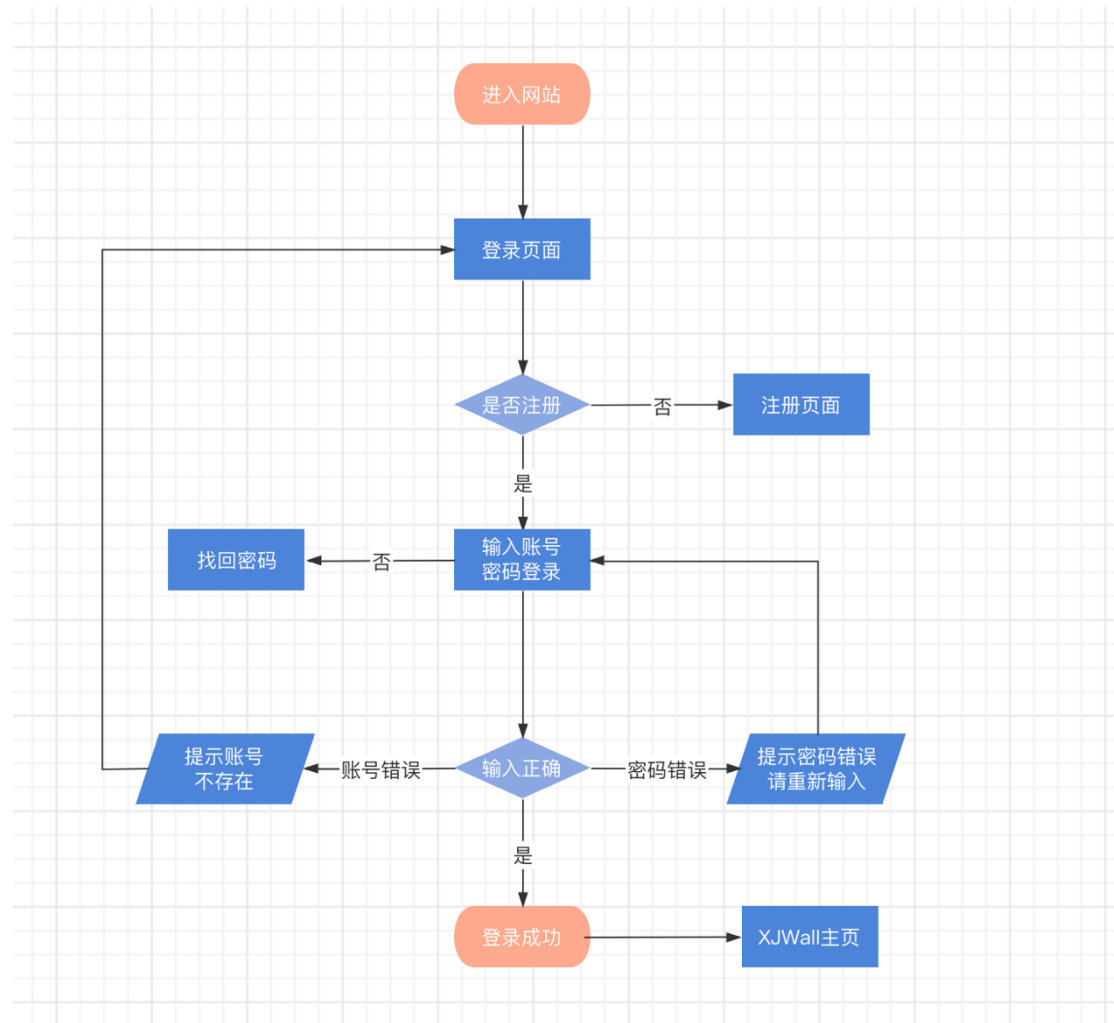 进入网站
登录页面
是否注册
否
注册页面
是
找回密码
否
输入账号
密码登录
提示账号
不存在
账号错误
输入正确
密码错误
提示密码错误
请重新输入
是
登录成功
XJWall主页